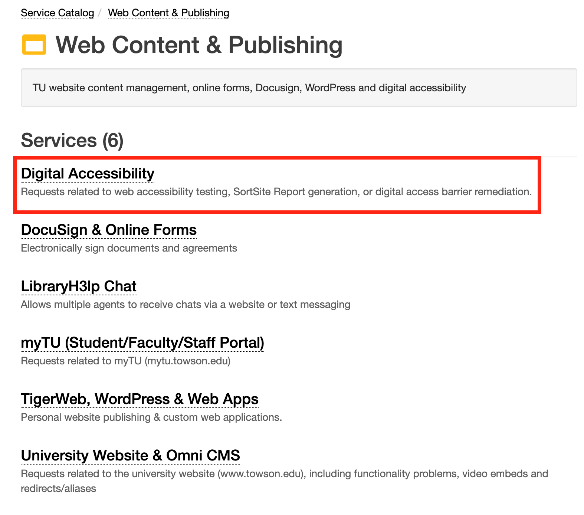 Service Catalog / Web Content & Publishing
Web Content & Publishing
TU website content management, online forms, Docusign, WordPress and digital accessibility
Services (6)
Digital Accessibility
Requests related to web accessibility testing, SortSite Report generation, or digital access barrier remediation.
DocuSign & Online Forms
Electronically sign documents and agreements
LibraryH3lp Chat
Allows multiple agents to receive chats via a website or text messaging
myTU (Student/Faculty/Staff Portal)
Requests related to myTU (mytu.towson.edu)
TigerWeb, WordPress & Web Apps
Personal website publishing & custom web applications.
University Website & Omni CMS
Requests related to the university website (www.towson.edu), including functionality problems, video embeds and
redirects/aliases